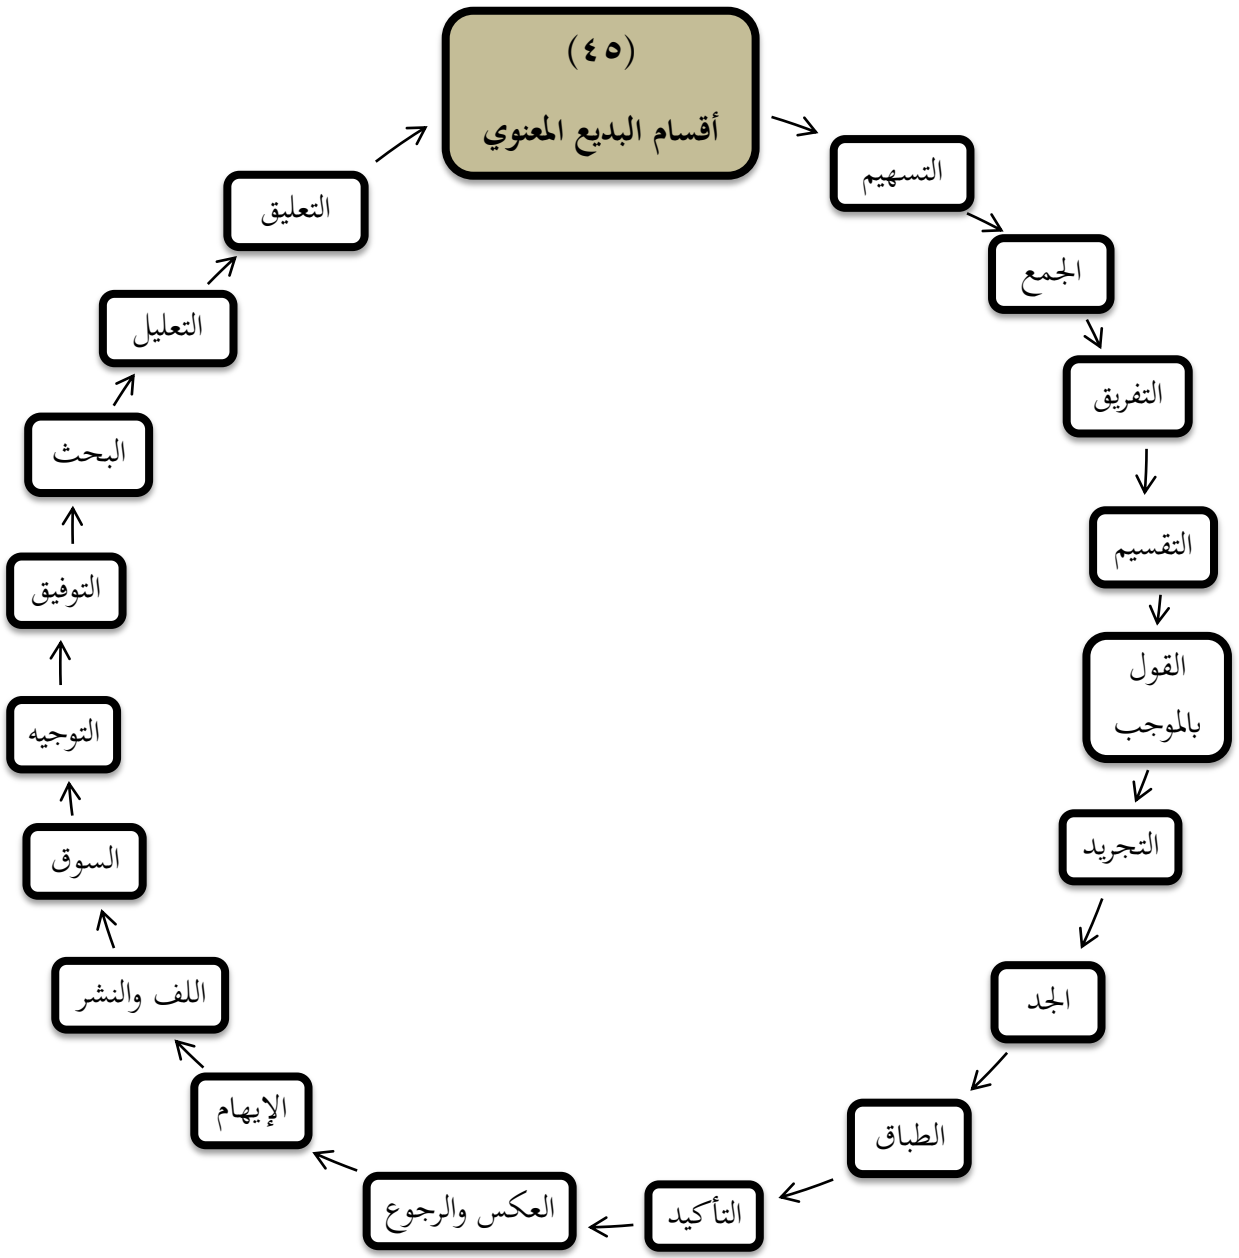 (٤٥)
أقسام البديع المعنوي
التسهيم
الجمع
التفريق
التقسيم
القول
بالموجب
التجريد
الجد
الطباق
التأكيد
العكس والرجوع
الإيهام
اللف والنشر
السوق
التوجيه
التوفيق
البحث
التعليل
التعليق